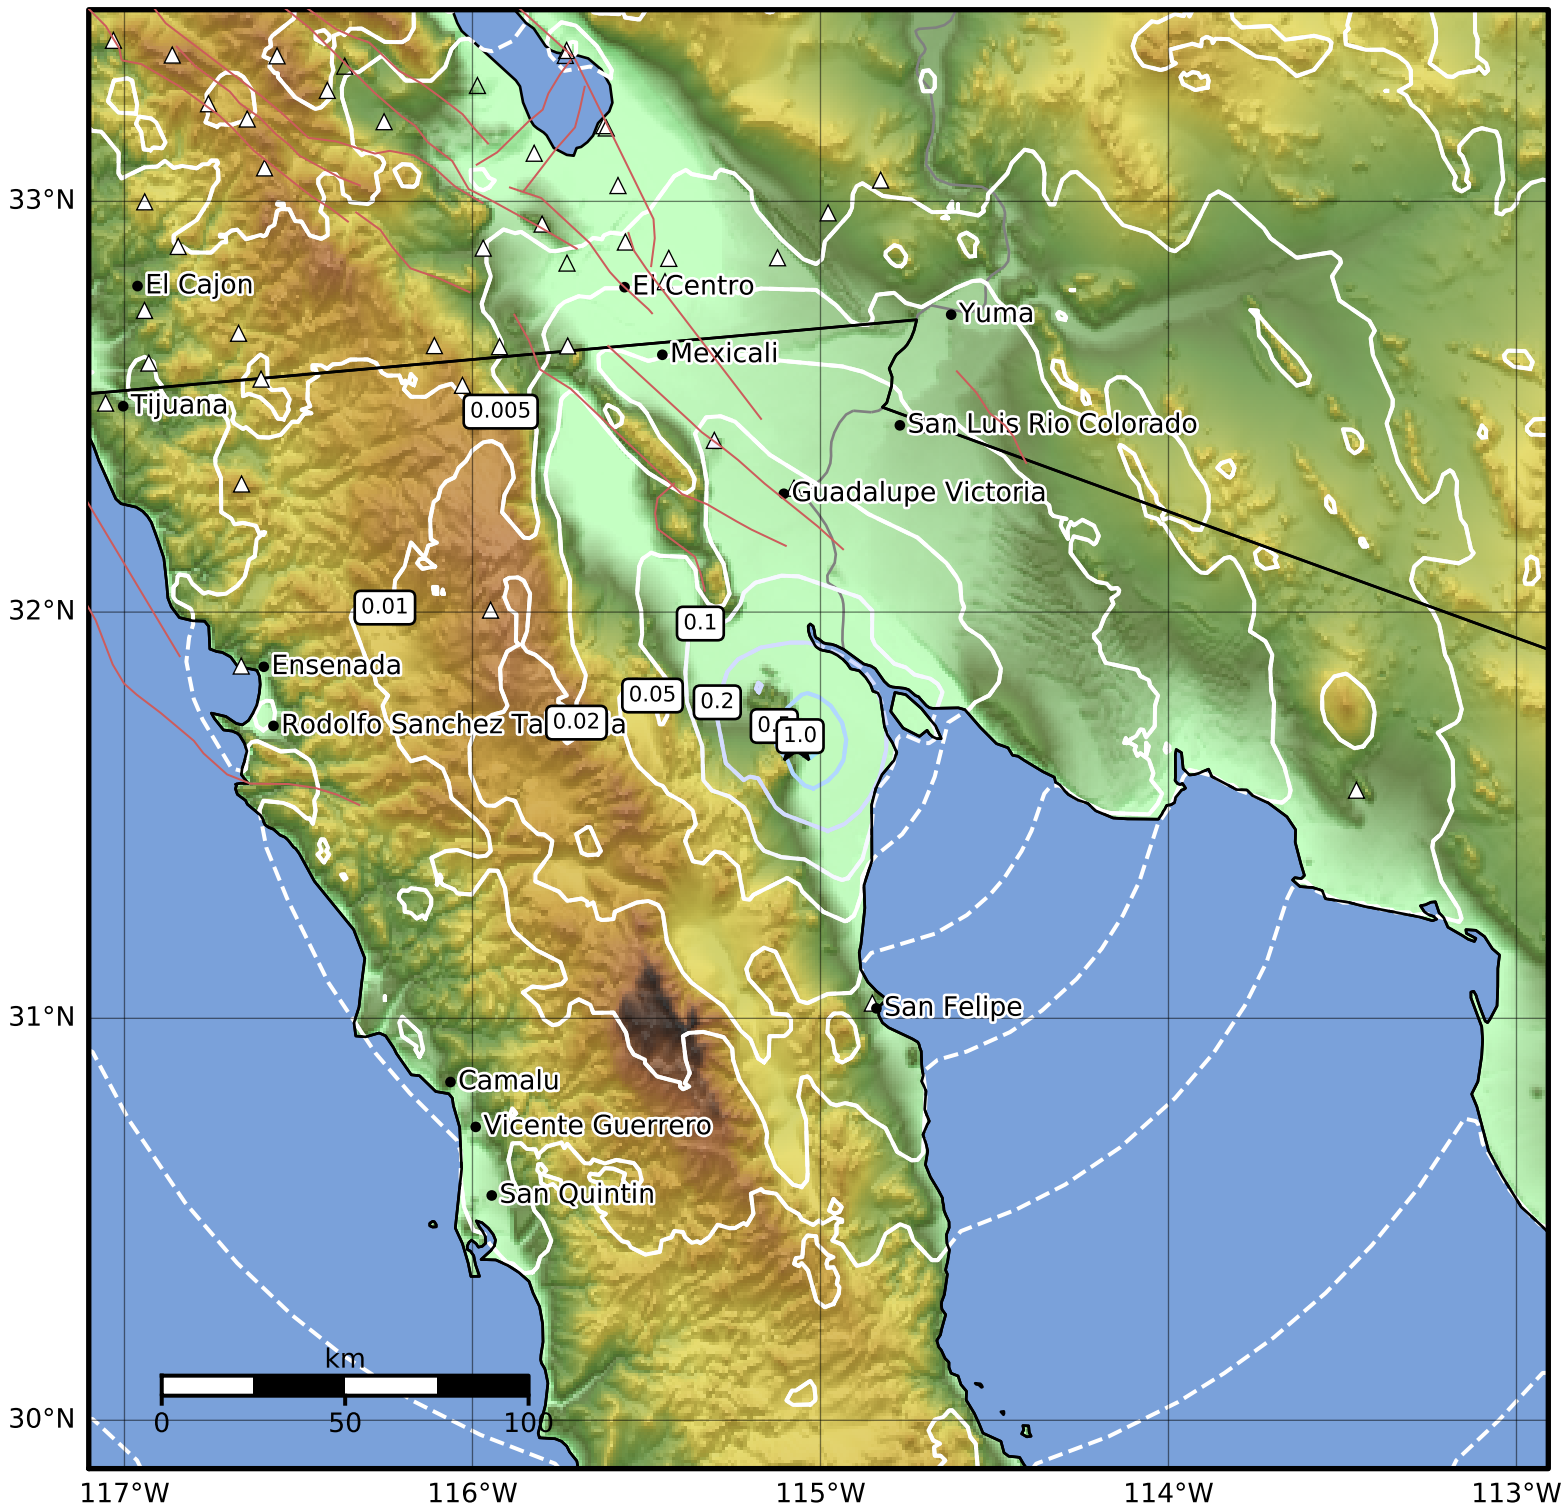 33°N
El Cajon
El Centro
Yuma
Mexicali
Tijuana
0.005
San Luis Rio Colorado
Guadalupe Victoria
32°N
0.01
0.1
Ensenada
0.05
0.2
Rodolfo Sanchez
0.02
1.0
31°N
San Felipe
Camalu
Vicente Guerrero
San Quintin
km
0 50 100
30°N
117°W 116°W 115°W 114°W 113°W